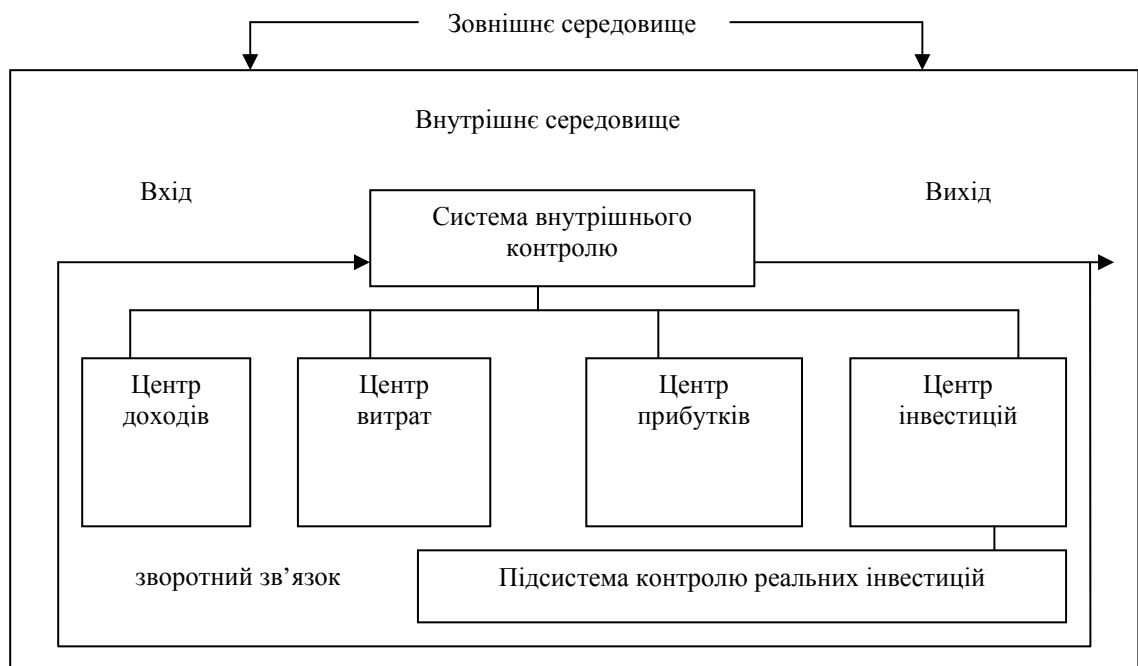 Зовнішнє середовище
Внутрішнє середовище
Вхід
Вихід
Система внутрішнього
контролю
Центр
доходів
Центр
витрат
Центр
прибутків
Центр
інвестицій
зворотний зв’язок
Підсистема контролю реальних інвестицій